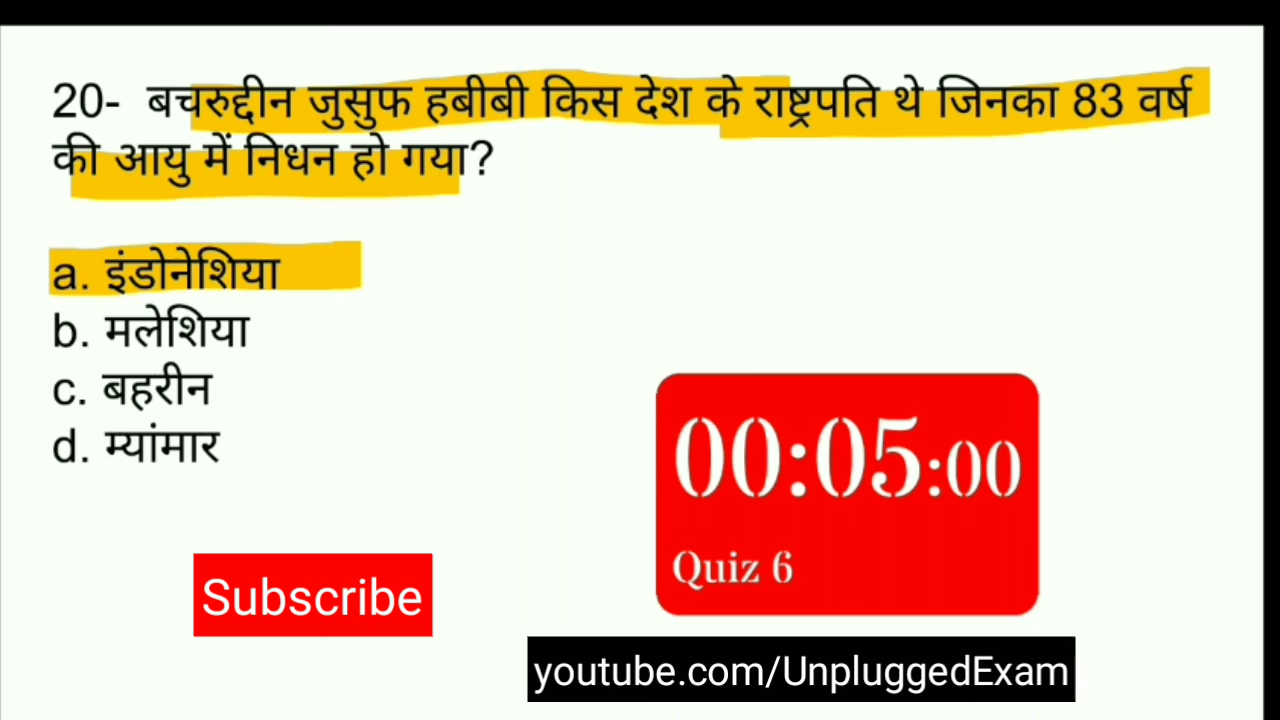 20- बचरुद्दीन जुसुफ हबीबी किस देश के राष्ट्रपति थे जिनका 83 वर्ष
की आयु में निधन हो गया?
a. इंडोनेशिया
b. मलेशिया
c. बहरीन
d. म्यांमार
00:05:00
Quiz 6
Subscribe
youtube.com/UnpluggedExam